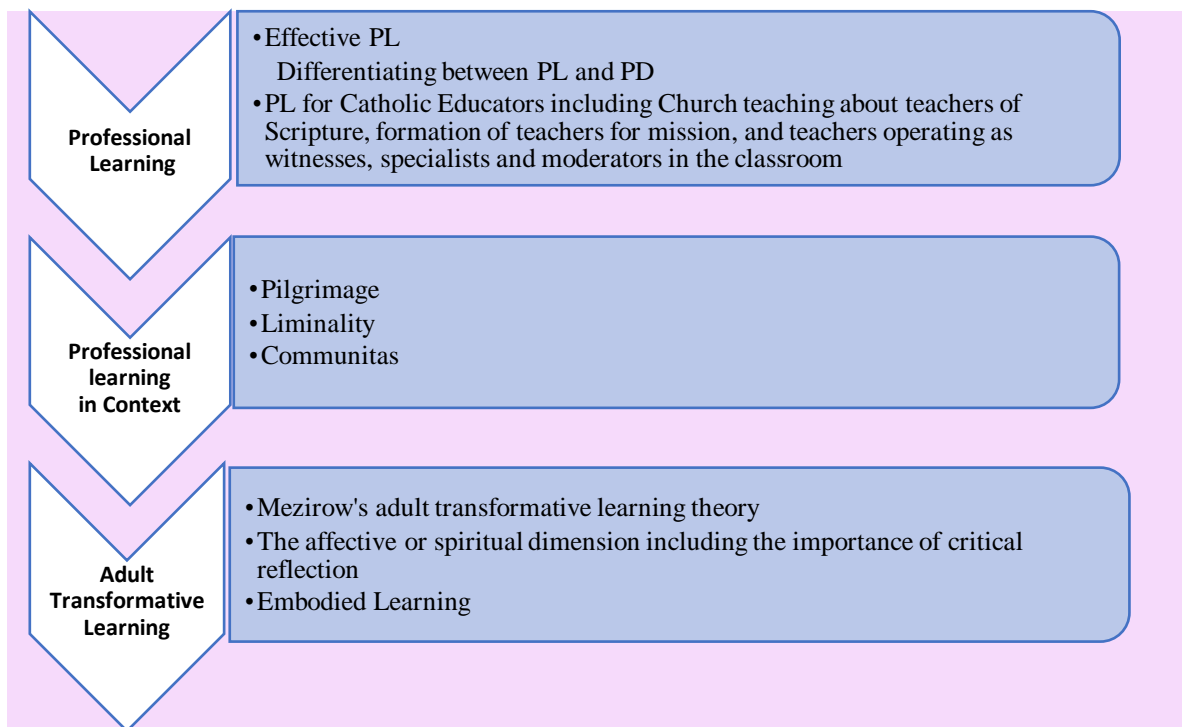 Professional
Learning
•Effective PL
Differentiating between PL and PD
•PL for Catholic Educators including Church teaching about teachers of
Scripture, formation of teachers for mission, and teachers operating as
witnesses, specialists and moderators in the classroom
Professional
learning
in Context
•Pilgrimage
•Liminality
•Communitas
Adult
Transformative
Learning
•Mezirow's adult transformative learning theory
•The affective or spiritual dimension including the importance of critical
reflection
•Embodied Learning